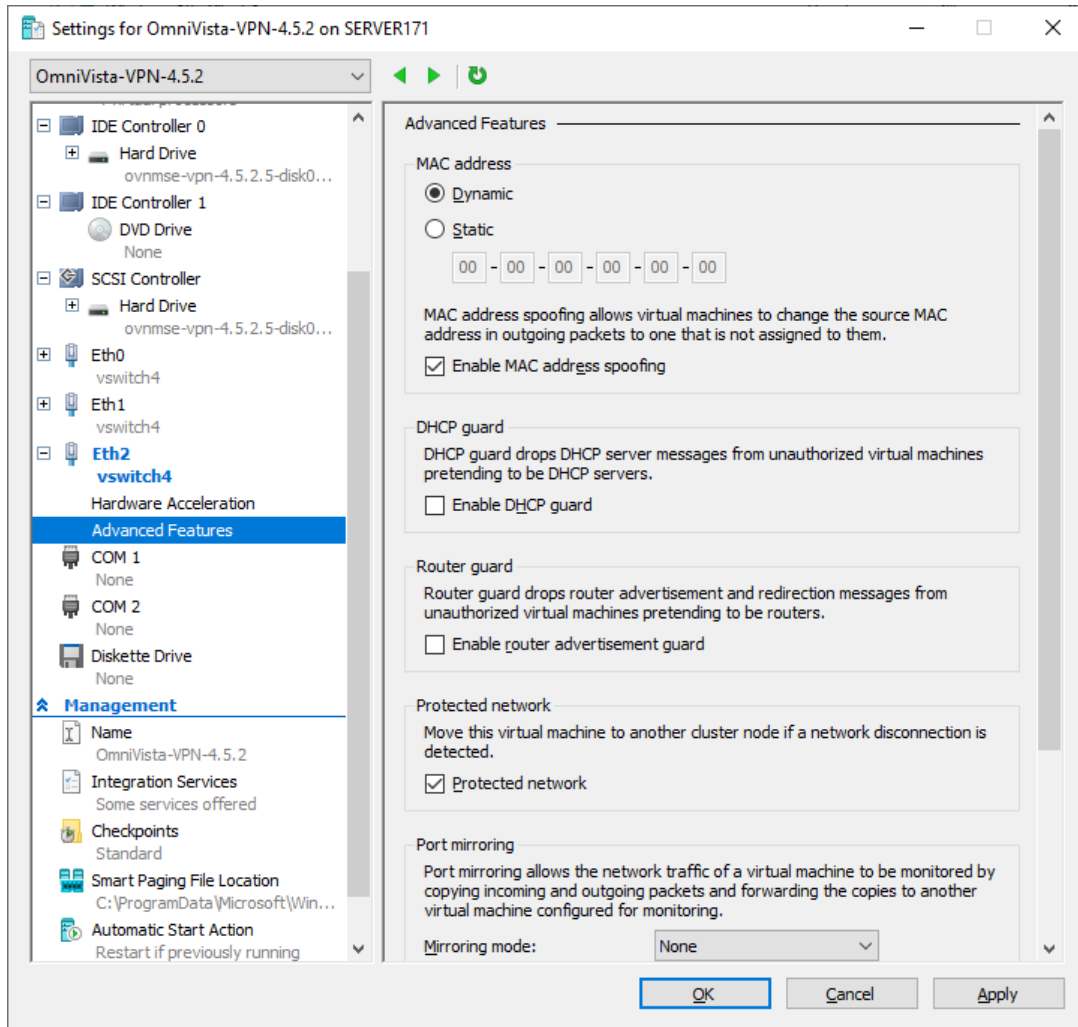 Settings for OmniVista-VPN-4.5.2 on SERVER171
OmniVista-VPN-4.5.2
IDE Controller 0
Hard Drive
ovnmse-vpn-4.5.2.5-disk0...
IDE Controller 1
DVD Drive
None
SCSI Controller
Hard Drive
ovnmse-vpn-4.5.2.5-disk0...
Eth0
vswitch4
Eth1
vswitch4
Eth2
vswitch4
Hardware Acceleration
Advanced Features
COM 1
None
COM 2
None
Diskette Drive
None
Management
Name
OmniVista-VPN-4.5.2
Integration Services
Some services offered
Checkpoints
Standard
Smart Paging File Location
C:\ProgramData\Microsoft\Win...
Automatic Start Action
Restart if previously running
Advanced Features
MAC address
Dynamic
Static
00 - 00 - 00 - 00 - 00 - 00
MAC address spoofing allows virtual machines to change the source MAC
address in outgoing packets to one that is not assigned to them.
Enable MAC address spoofing
DHCP guard
DHCP guard drops DHCP server messages from unauthorized virtual machines
pretending to be DHCP servers.
Enable DHCP guard
Router guard
Router guard drops router advertisement and redirection messages from
unauthorized virtual machines pretending to be routers.
Enable router advertisement guard
Protected network
Move this virtual machine to another cluster node if a network disconnection is
detected.
Protected network
Port mirroring
Port mirroring allows the network traffic of a virtual machine to be monitored by
copying incoming and outgoing packets and forwarding the copies to another
virtual machine configured for monitoring.
Mirroring mode: None
OK Cancel Apply